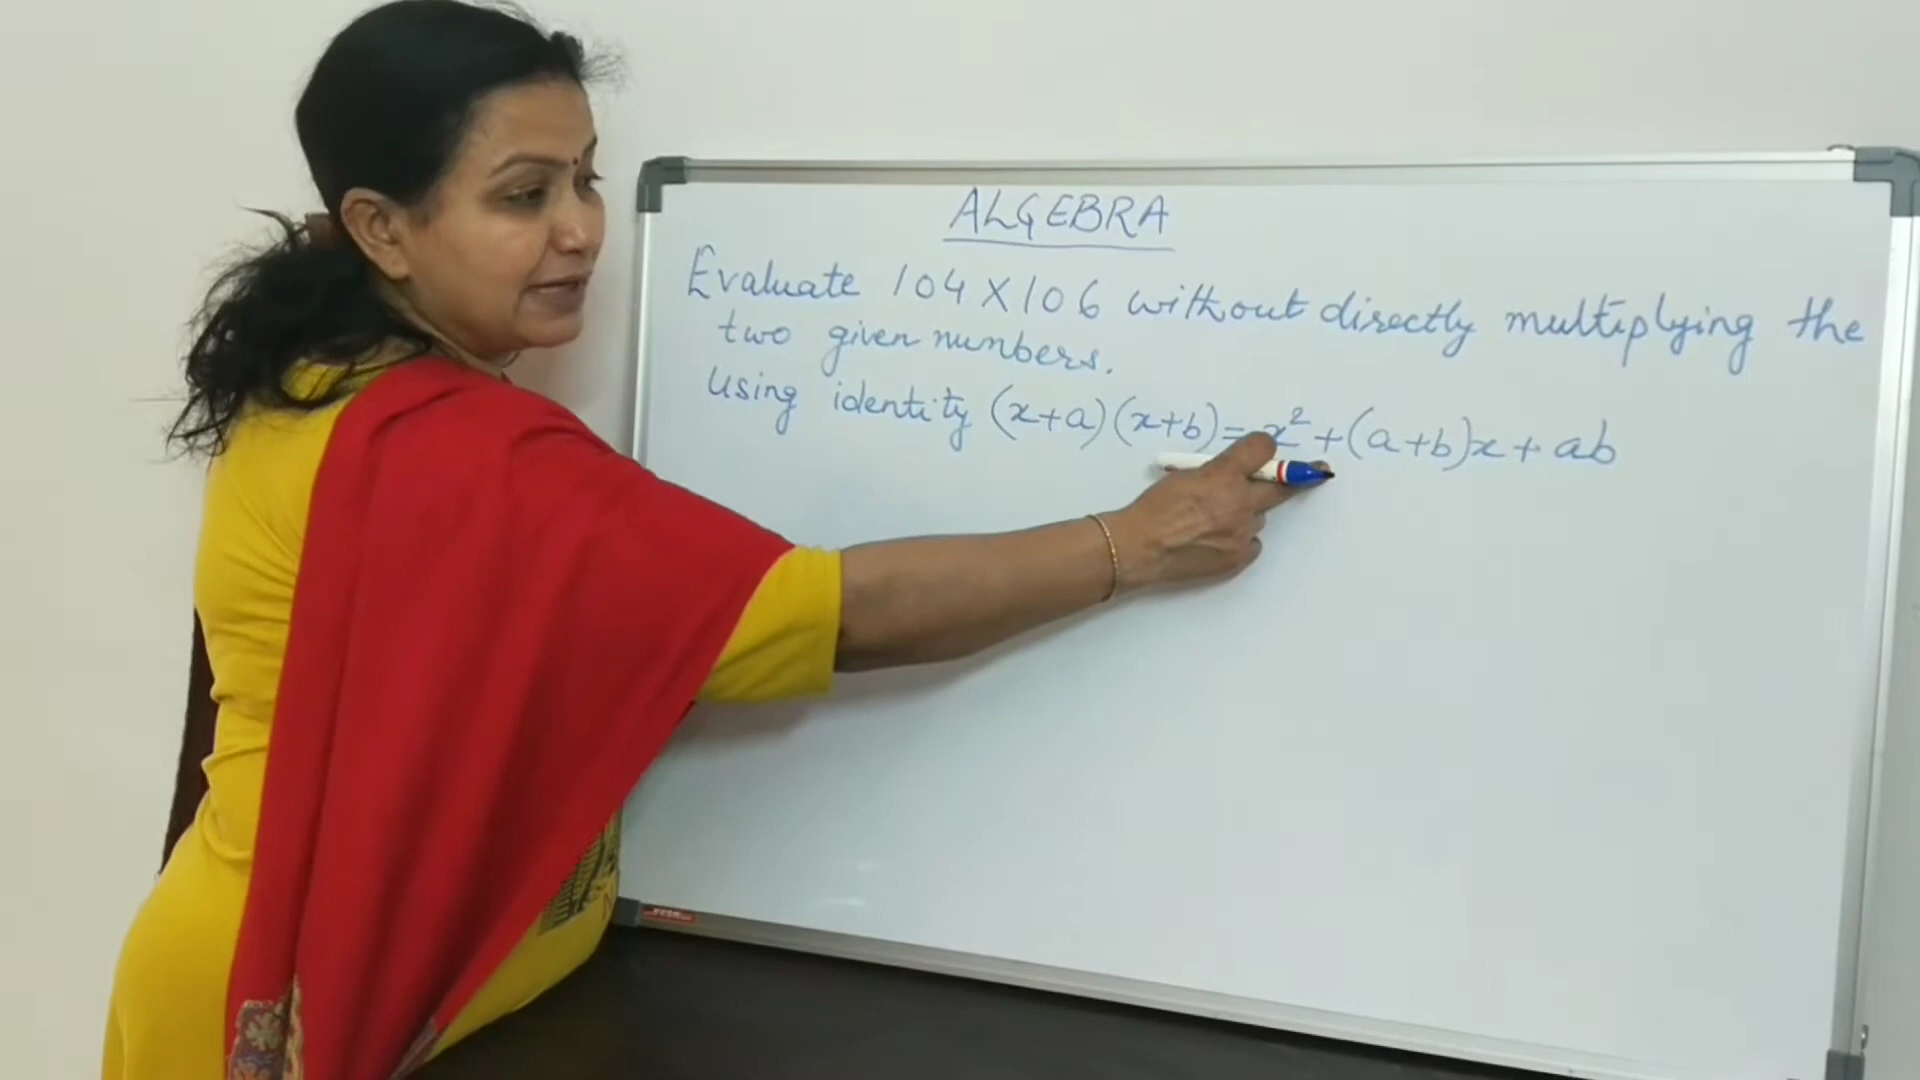 ALGEBRA
Evaluate 104 X 106 without directly multiplying the
two given numbers.
Using identity (x+a)(x+b)= x²+(a+b)x+ab